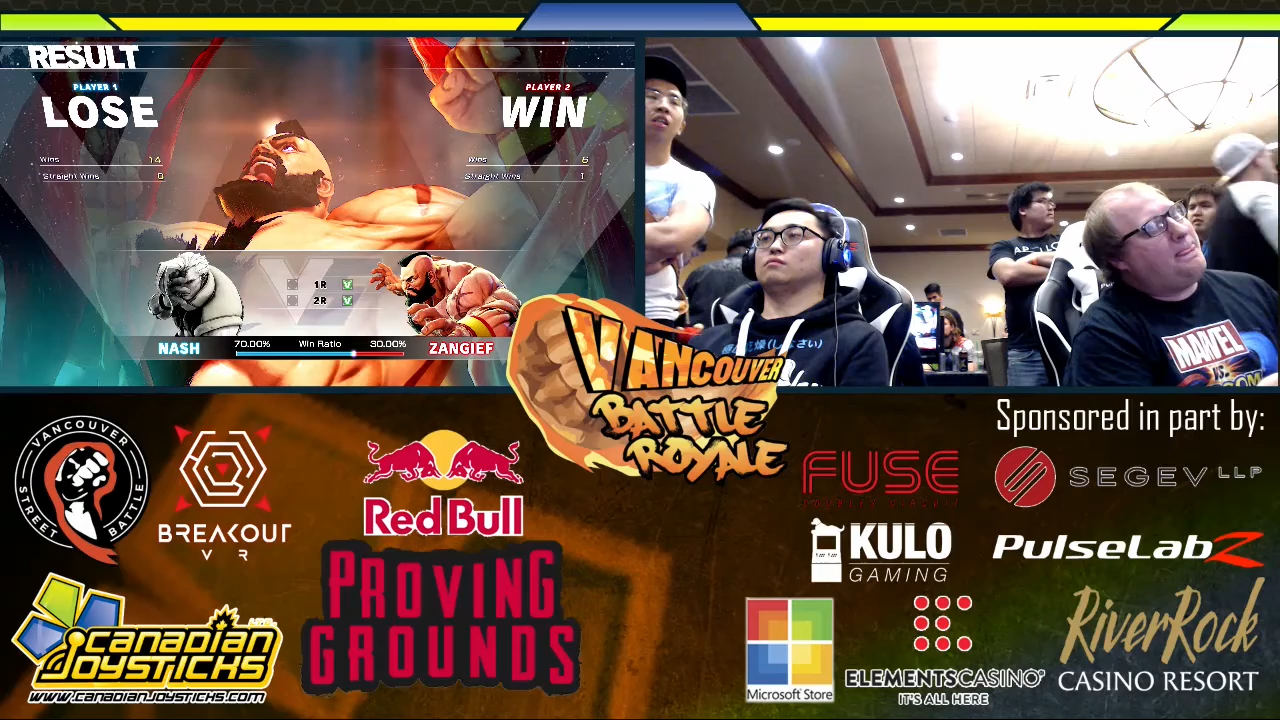 RESULT
PLAYER 1
LOSE
PLAYER 2
WIN
Wins 14
Straight Wins 0
Wins 6
Straight Wins 1
1R V
2R V
NASH
70.00% Win Ratio 30.00%
ZANGIEF
AP
MARVEL
VS.
VANCOUVER
BATTLE
ROYALE
Sponsored in part by:
VANCOUVER
STREET BATTLE
BREAKOUT
V R
Red Bull
PROVING
GROUNDS
FUSE
SEGEV LLP
KULO
GAMING
PULSELABZ
CANADIAN
JOYSTICKS
WWW.CANADIANJOYSTICKS.COM
Microsoft Store
ELEMENTSCASINO
IT'S ALL HERE
RiverRock
CASINO RESORT